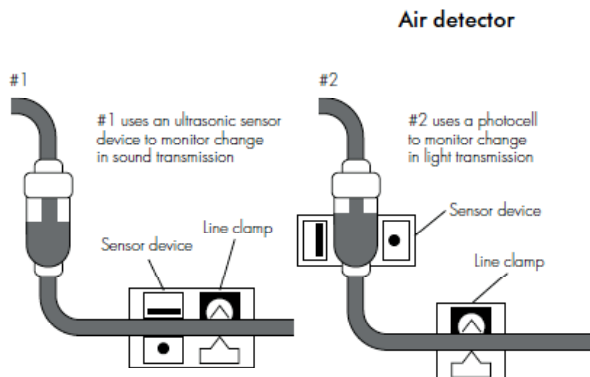 Air detector
#1
#1 uses an ultrasonic sensor
device to monitor change
in sound transmission
Sensor device
Line clamp
#2
#2 uses a photocell
to monitor change
in light transmission
Sensor device
Line clamp